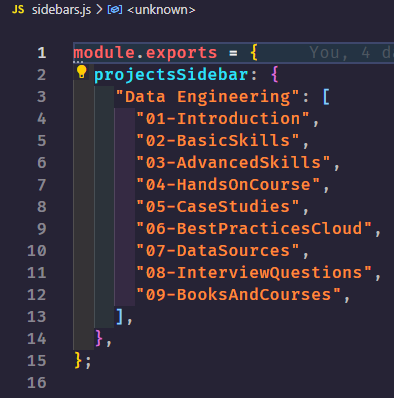 JS sidebars.js > <unknown>
1 module.exports = { You, 4 d
2 projectsSidebar: {
3 "Data Engineering": [
4 "01-Introduction",
5 "02-BasicSkills",
6 "03-AdvancedSkills",
7 "04-HandsOnCourse",
8 "05-CaseStudies",
9 "06-BestPracticesCloud",
10 "07-DataSources",
11 "08-InterviewQuestions",
12 "09-BooksAndCourses",
13 ],
14 },
15 };
16